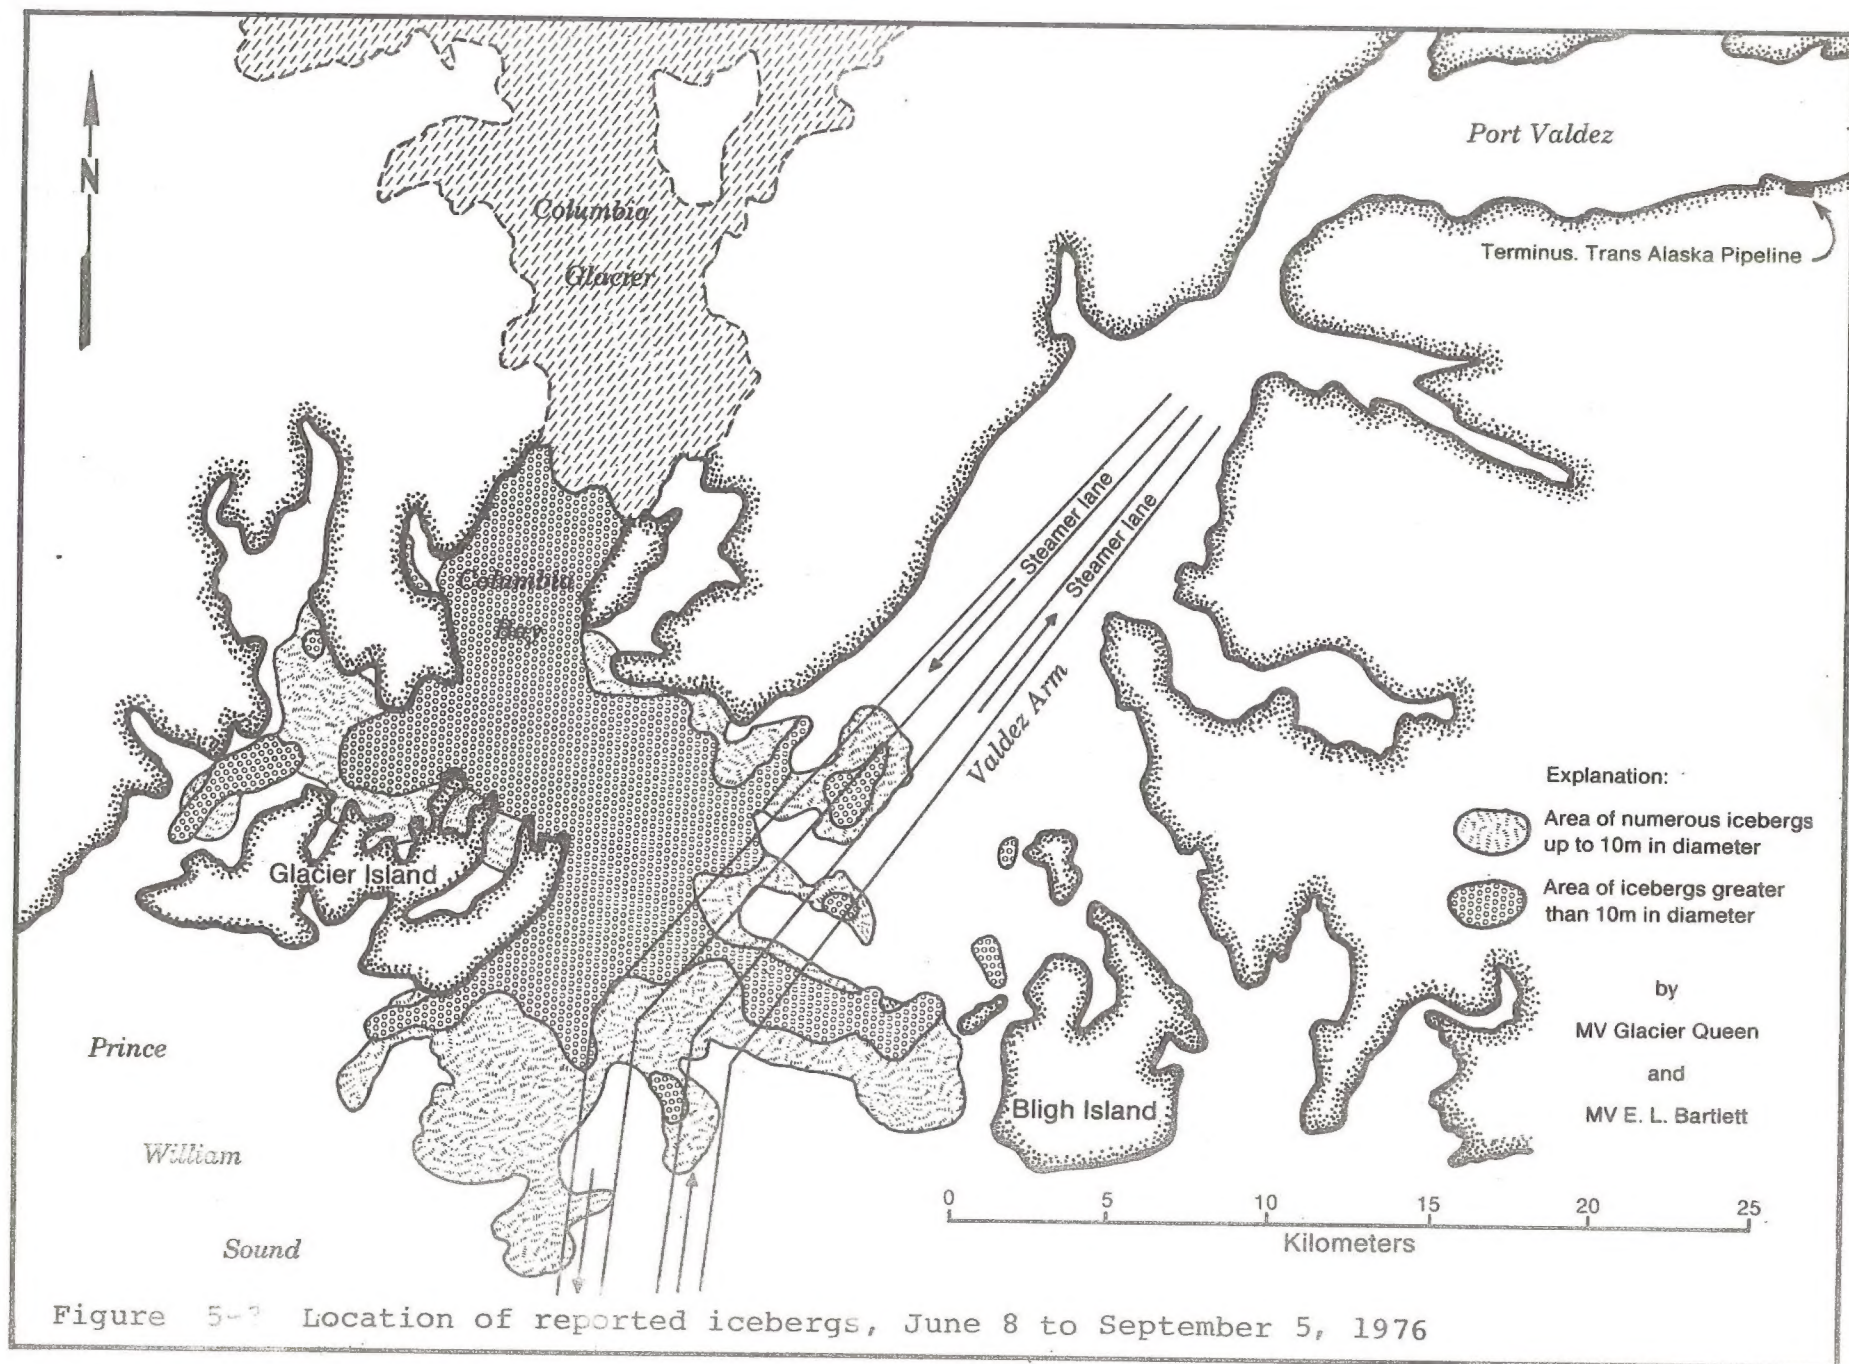 N
Port Valdez
Terminus. Trans Alaska Pipeline
Columbia
Glacier
Steamer lane
Steamer lane
Columbia
Bay
Valdez Arm
Glacier Island
Bligh Island
Prince
William
Sound
Explanation:
Area of numerous icebergs
up to 10m in diameter
Area of icebergs greater
than 10m in diameter
by
MV Glacier Queen
and
MV E. L. Bartlett
0 5 10 15 20 25
Kilometers
Figure Location of reported icebergs, June 8 to September 5, 1976